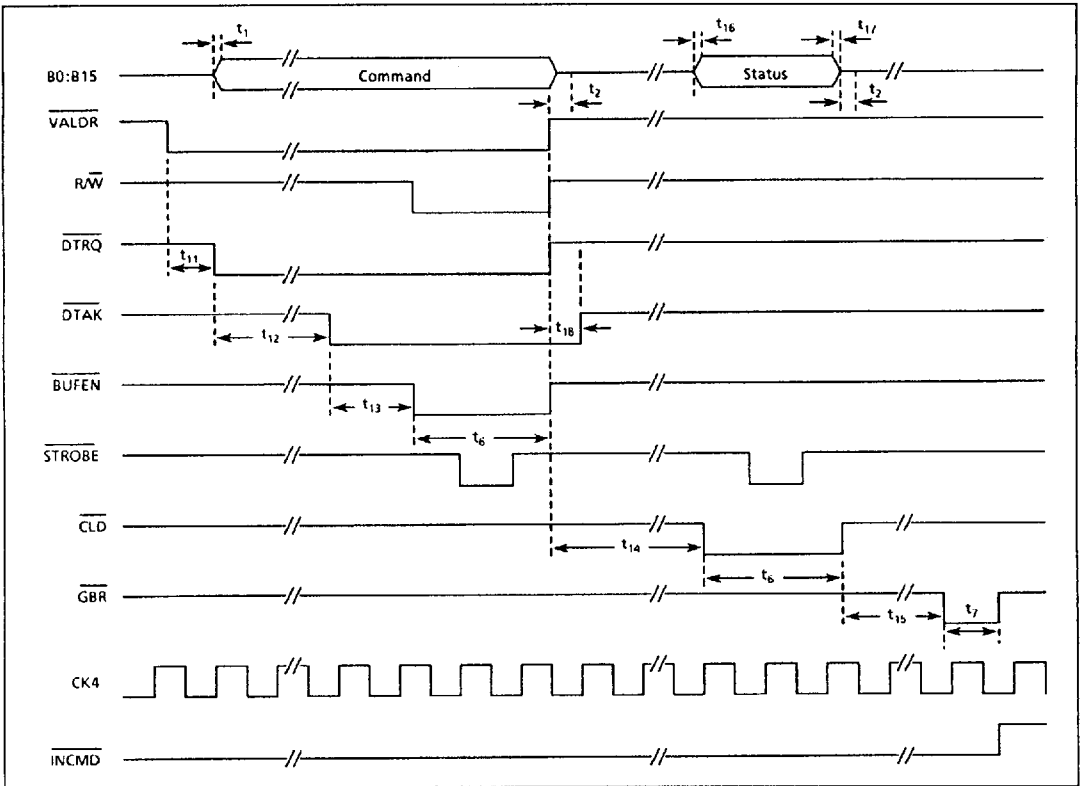 t1
t16
t17
B0:B15
Command
Status
t2
t2
VALDR
R/W
DTRQ
t11
DTAK
t12
t18
BUFEN
t13
t6
STROBE
CLD
t14
t6
GBR
t15
t7
CK4
INCMD